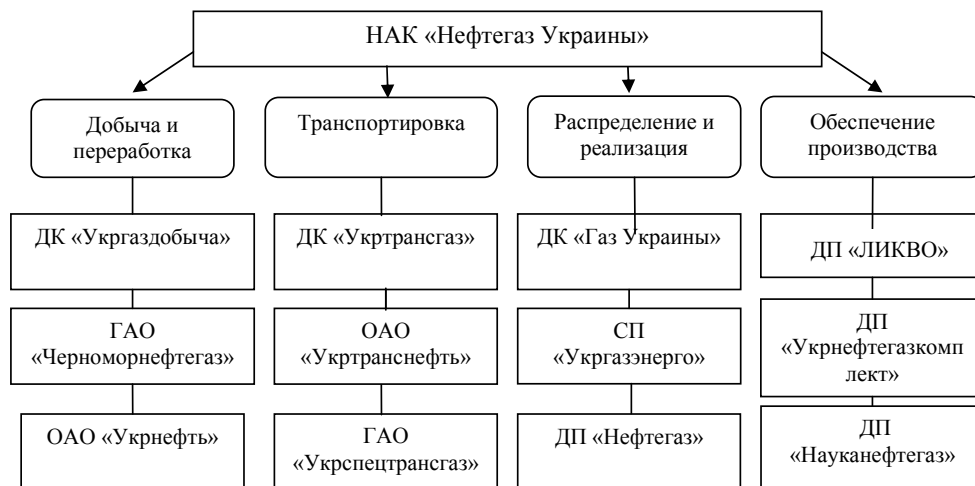 НАК «Нефтегаз Украины»
Добыча и
переработка
Транспортировка
Распределение и
реализация
Обеспечение
производства
ДК «Укргаздобыча»
ДК «Укртрансгаз»
ДК «Газ Украины»
ДП «ЛИКВО»
ГАО
«Черноморнефтегаз»
ОАО
«Укртранснефть»
СП
«Укргазэнерго»
ДП
«Укрнефтегазкомп
лект»
ОАО «Укрнефть»
ГАО
«Укрспецтрансгаз»
ДП «Нефтегаз»
ДП
«Науканефтегаз»